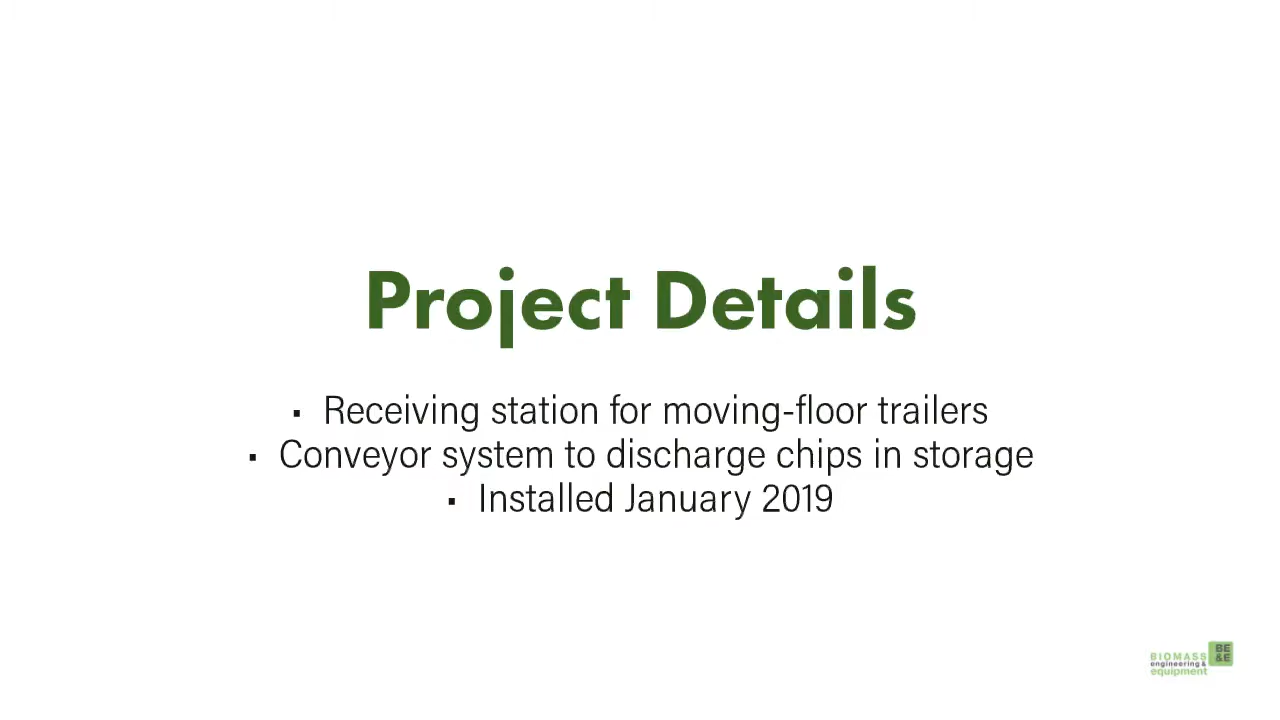 Project Details
▪ Receiving station for moving-floor trailers
▪ Conveyor system to discharge chips in storage
▪ Installed January 2019
BIOMASS
engineering &
equipment
BE
&E